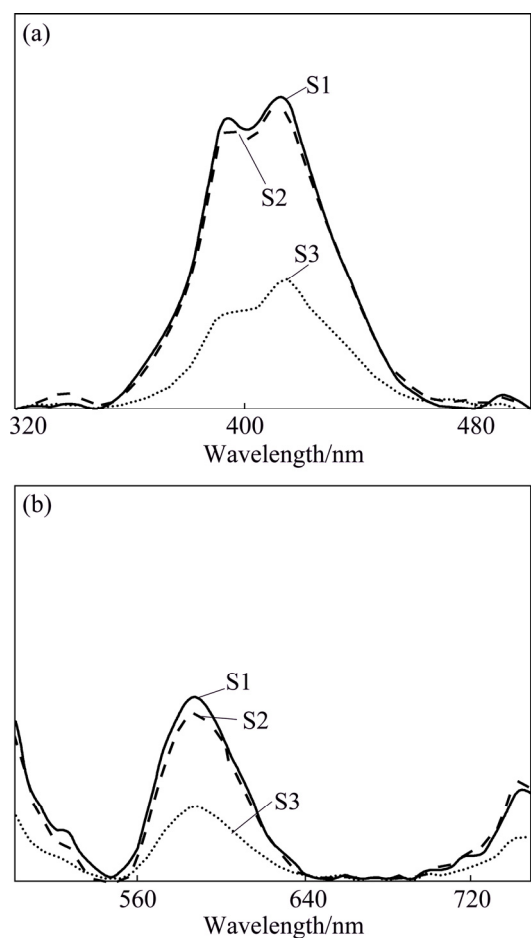 (a)
S1
S2
S3
320 400 480
Wavelength/nm
(b)
S1
S2
S3
560 640 720
Wavelength/nm